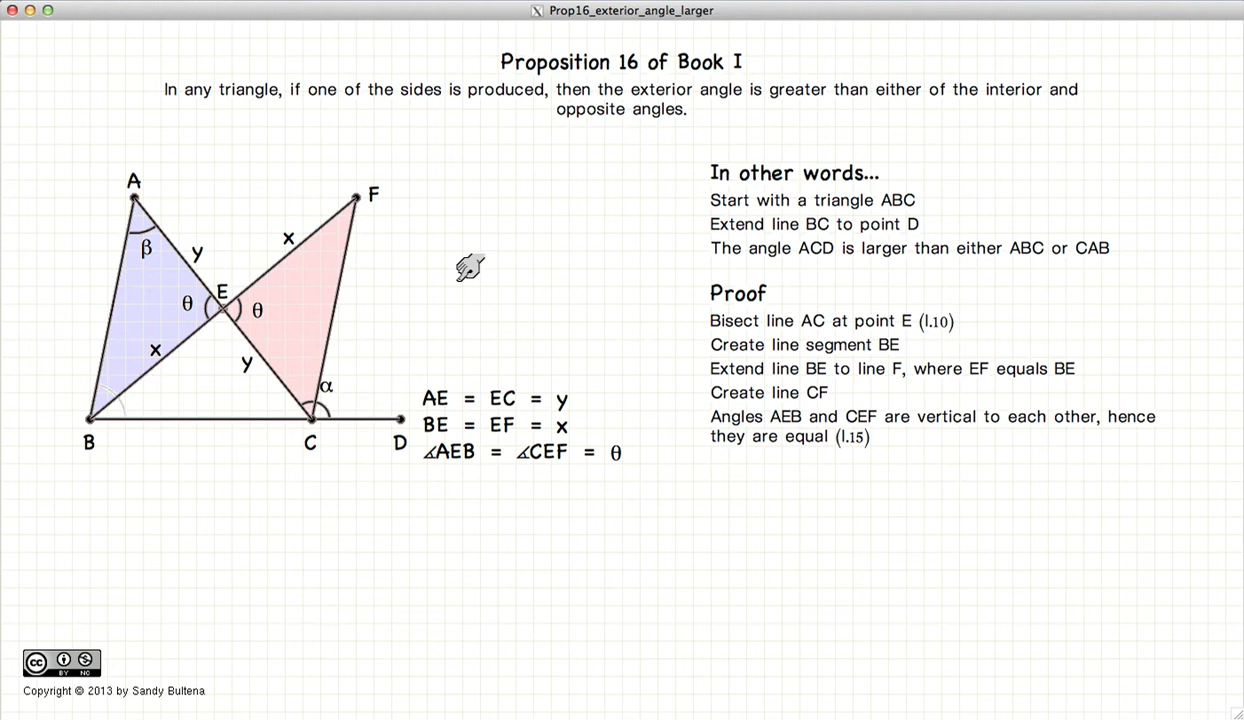 Prop16_exterior_angle_larger
Proposition 16 of Book I
In any triangle, if one of the sides is produced, then the exterior angle is greater than either of the interior and
opposite angles.
In other words...
Start with a triangle ABC
Extend line BC to point D
The angle ACD is larger than either ABC or CAB
Proof
Bisect line AC at point E (I.10)
Create line segment BE
Extend line BE to line F, where EF equals BE
Create line CF
Angles AEB and CEF are vertical to each other, hence
they are equal (I.15)
A
F
β
y
x
E
θ
θ
x
y
α
B
C
D
AE = EC = y
BE = EF = x
∡AEB = ∡CEF = θ
cc
BY NC
Copyright © 2013 by Sandy Bultena